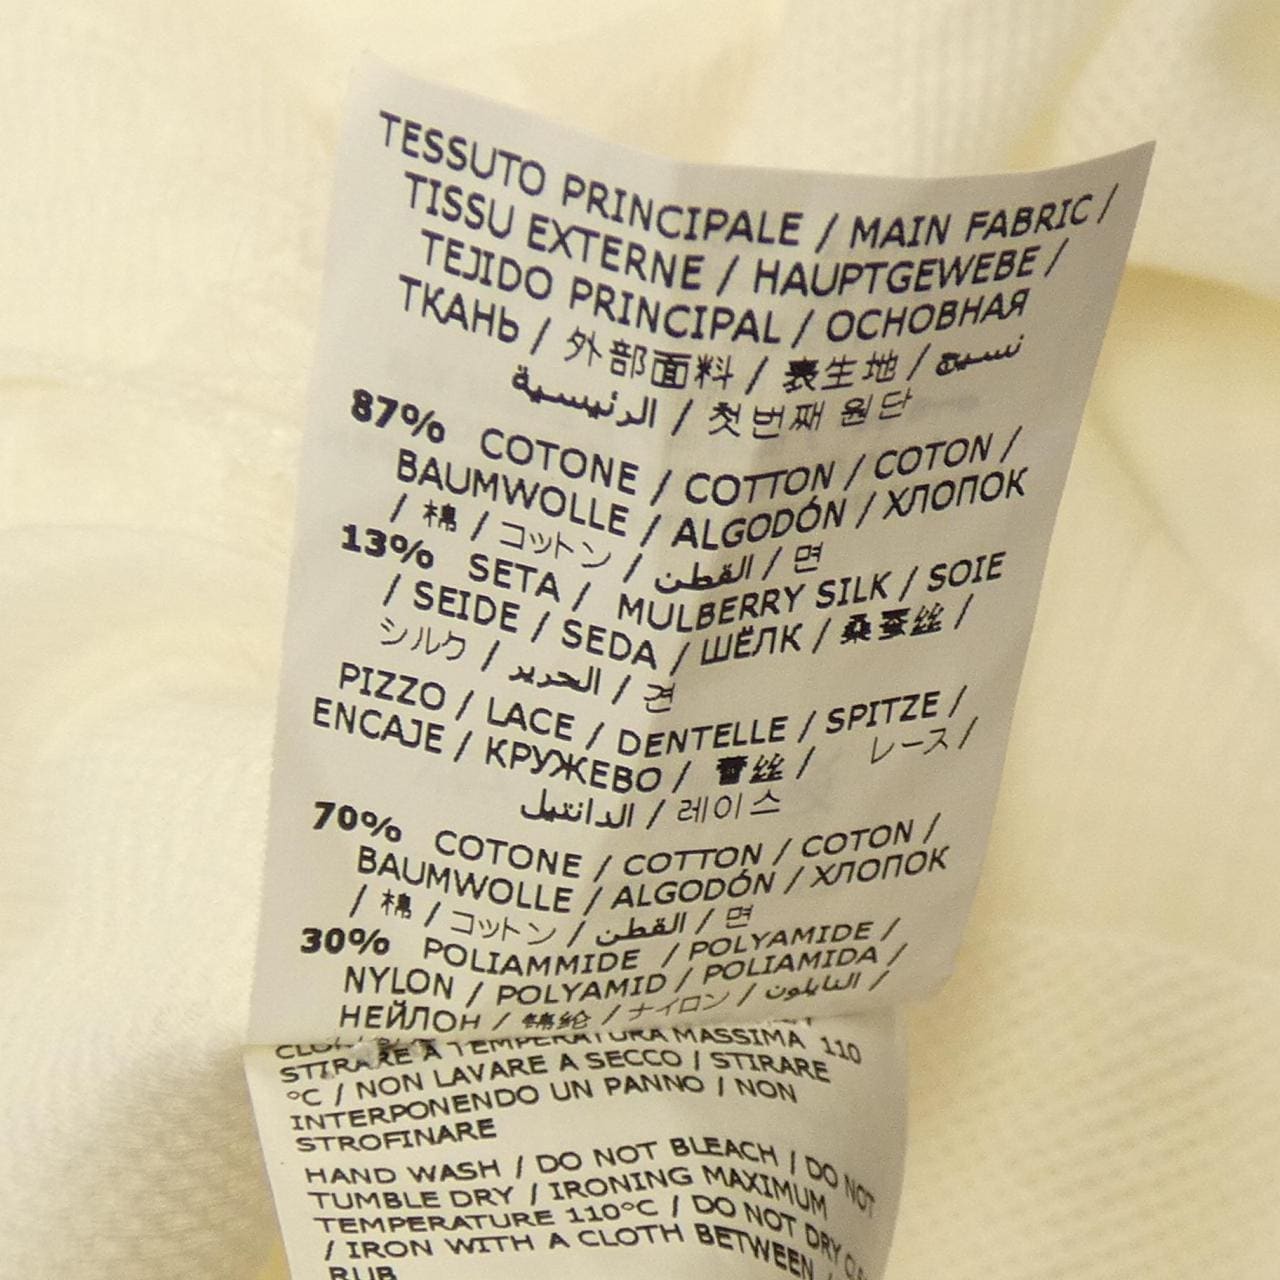 TESSUTO PRINCIPALE / MAIN FABRIC /
TISSU EXTERNE / HAUPTGEWEBE /
TEJIDO PRINCIPAL / ОСНОВНАЯ
ТКАНЬ / 外部面料 / 表生地 / نسيج
الرئيسية / 첫번째 원단
87% COTONE / COTTON / COTON /
BAUMWOLLE / ALGODÓN / ХЛОПОК
/ 棉 / コットン / القطن / 면
13% SETA / MULBERRY SILK / SOIE
/ SEIDE / SEDA / ШЁЛК / 桑蚕丝 /
シルク / الحرير / 견
PIZZO / LACE / DENTELLE / SPITZE /
ENCAJE / КРУЖЕВО / 蕾丝 / レース /
الدانتيل / 레이스
70% COTONE / COTTON / COTON /
BAUMWOLLE / ALGODÓN / ХЛОПОК
/ 棉 / コットン / القطن / 면
30% POLIAMMIDE / POLYAMIDE /
NYLON / POLYAMID / POLIAMIDA /
НЕЙЛОН / 锦纶 / ナイロン / النايلون /
STIRARE A TEMPERATURA MASSIMA 110
°C / NON LAVARE A SECCO / STIRARE
INTERPONENDO UN PANNO / NON
STROFINARE
HAND WASH / DO NOT BLEACH / DO NOT
TUMBLE DRY / IRONING MAXIMUM
TEMPERATURE 110°C / DO NOT DRY
/ IRON WITH A CLOTH BETWEEN /
RUB